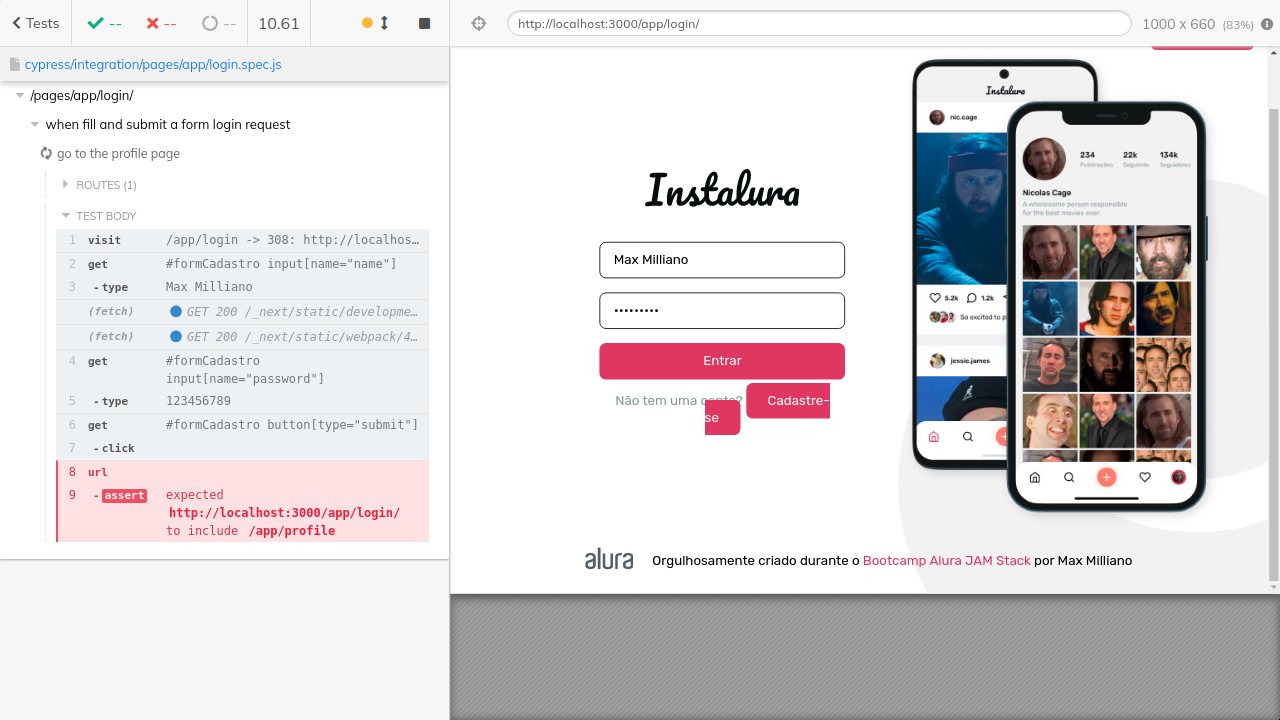 Tests
--
--
--
10.61
http://localhost:3000/app/login/
1000 x 660 (83%)
cypress/integration/pages/app/login.spec.js
/pages/app/login/
when fill and submit a form login request
go to the profile page
ROUTES (1)
TEST BODY
1 visit /app/login -> 308: http://localhos…
2 get #formCadastro input[name="name"]
3 -type Max Milliano
(fetch) GET 200 /_next/static/developme…
(fetch) GET 200 /_next/static/webpack/4…
4 get #formCadastro
input[name="password"]
5 -type 123456789
6 get #formCadastro button[type="submit"]
7 -click
8 url
9 -assert expected
http://localhost:3000/app/login/
to include /app/profile
Instalura
Max Milliano
•••••••••
Entrar
Não tem uma conta? Cadastre-
se
Instalura
nic.cage
5.2k 1.2k
So excited to p
jessie.james
234 22k 134k
Publicações Seguindo Seguidores
Nicolas Cage
A wholesome person responsible
for the best movies ever.
alura Orgulhosamente criado durante o Bootcamp Alura JAM Stack por Max Milliano